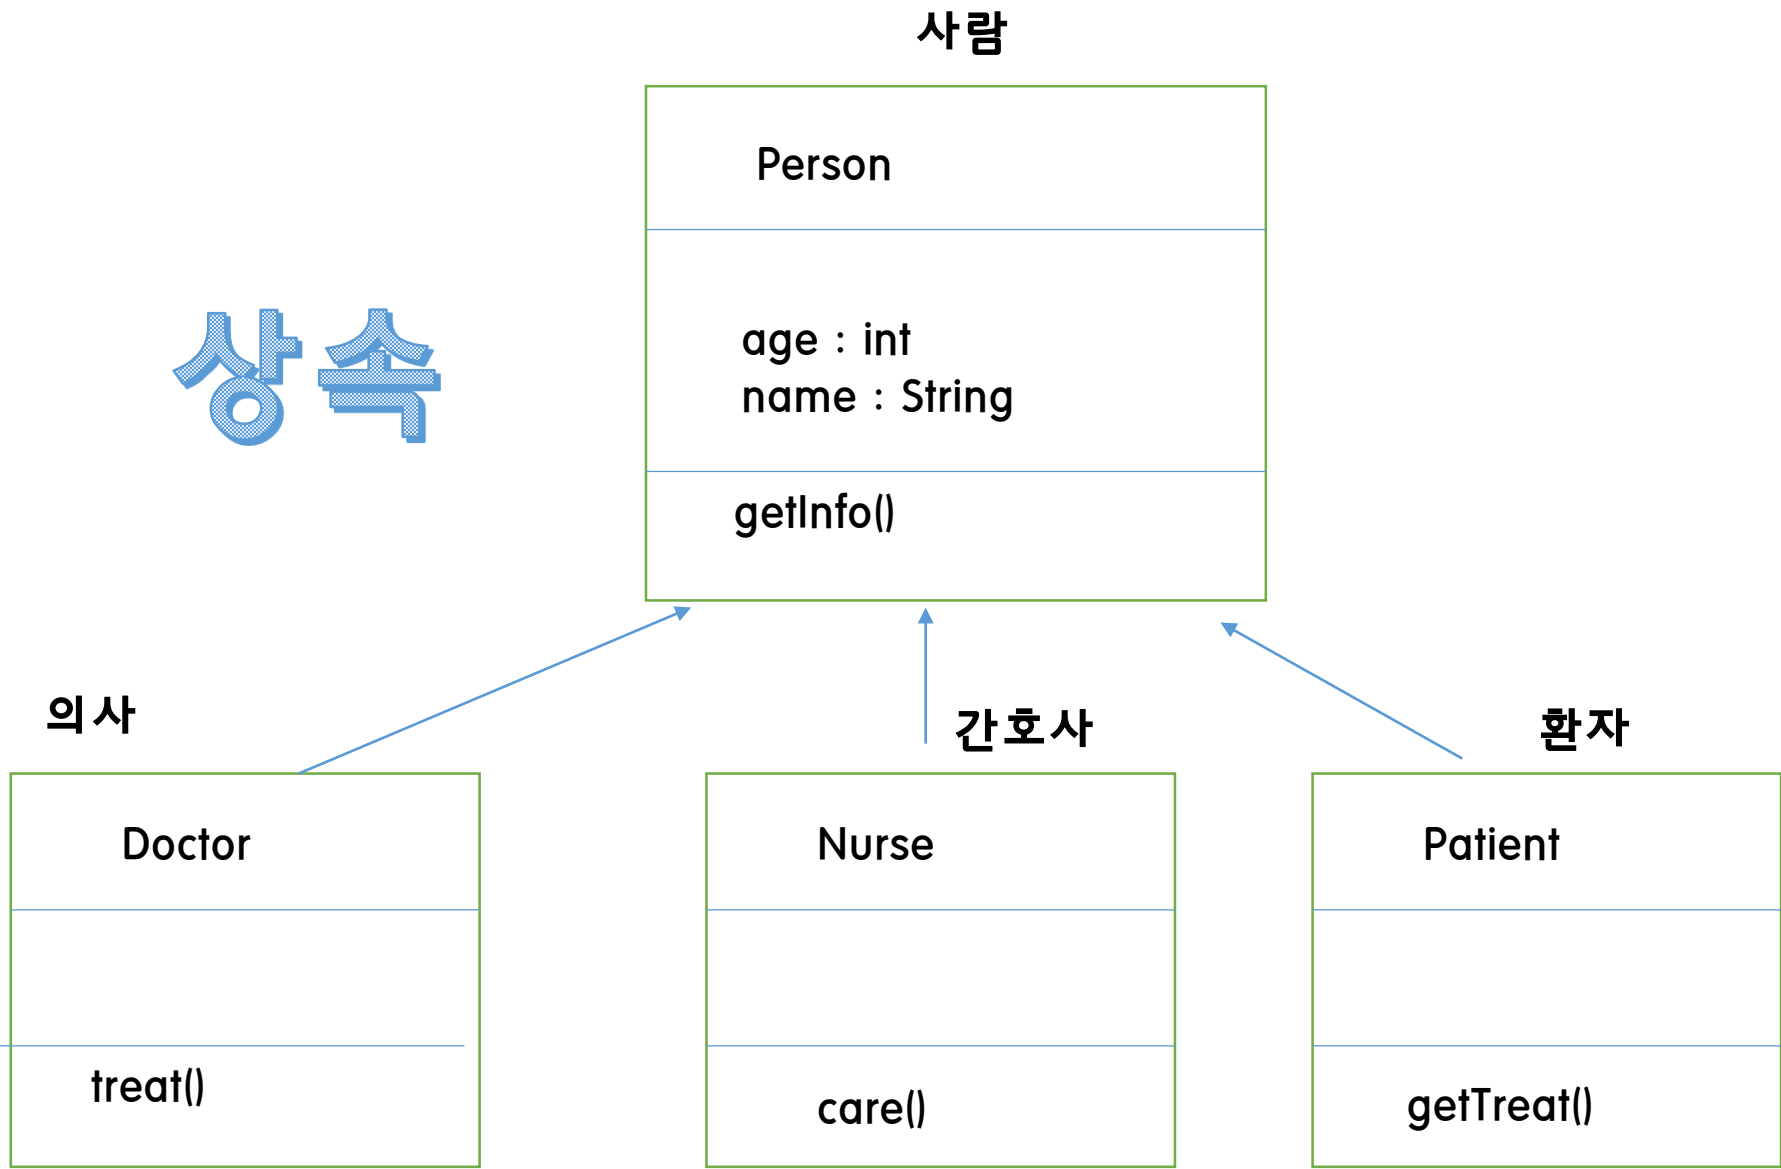 사람
Person
상속
age : int
name : String
getInfo()
의사
간호사
환자
Doctor
Nurse
Patient
treat()
care()
getTreat()